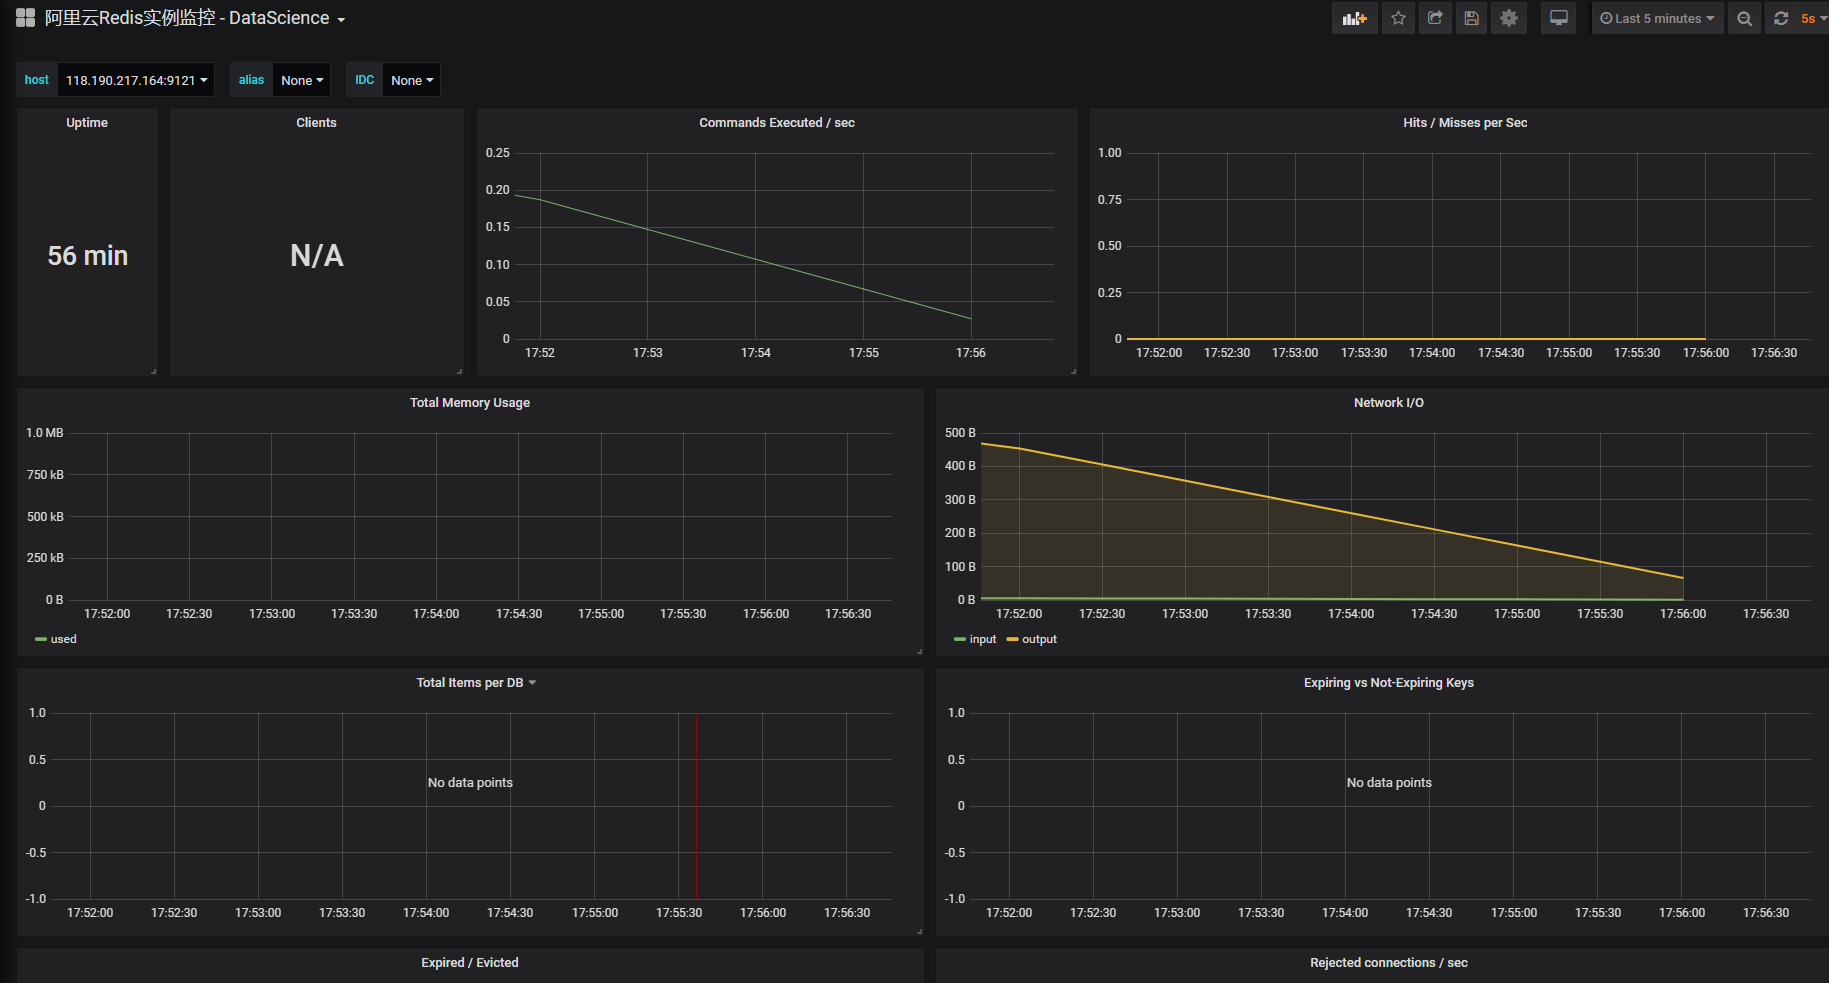 阿里云Redis实例监控 - DataScience
Last 5 minutes 5s
host 118.190.217.164:9121 alias None IDC None
Uptime
56 min
Clients
N/A
Commands Executed / sec
0.25
0.20
0.15
0.10
0.05
0
17:52 17:53 17:54 17:55 17:56
Hits / Misses per Sec
1.00
0.75
0.50
0.25
0
17:52:00 17:52:30 17:53:00 17:53:30 17:54:00 17:54:30 17:55:00 17:55:30 17:56:00 17:56:30
Total Memory Usage
1.0 MB
750 kB
500 kB
250 kB
0 B
17:52:00 17:52:30 17:53:00 17:53:30 17:54:00 17:54:30 17:55:00 17:55:30 17:56:00 17:56:30
used
Network I/O
500 B
400 B
300 B
200 B
100 B
0 B
17:52:00 17:52:30 17:53:00 17:53:30 17:54:00 17:54:30 17:55:00 17:55:30 17:56:00 17:56:30
input output
Total Items per DB
1.0
0.5
No data points
0
-0.5
-1.0
17:52:00 17:52:30 17:53:00 17:53:30 17:54:00 17:54:30 17:55:00 17:55:30 17:56:00 17:56:30
Expiring vs Not-Expiring Keys
1.0
0.5
No data points
0
-0.5
-1.0
17:52:00 17:52:30 17:53:00 17:53:30 17:54:00 17:54:30 17:55:00 17:55:30 17:56:00 17:56:30
Expired / Evicted
Rejected connections / sec